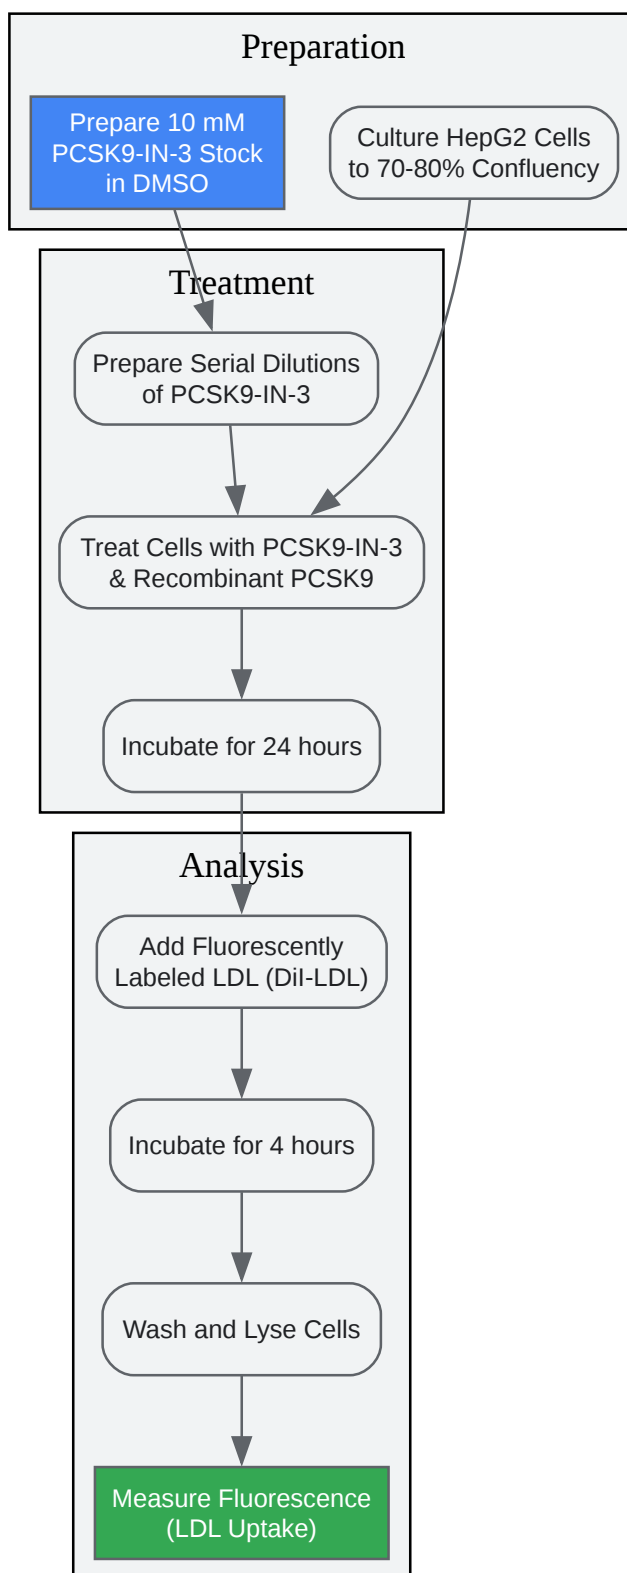 Preparation
Prepare 10 mM
PCSK9-IN-3 Stock
in DMSO
Culture HepG2 Cells
to 70-80% Confluency
Treatment
Prepare Serial Dilutions
of PCSK9-IN-3
Treat Cells with PCSK9-IN-3
& Recombinant PCSK9
Incubate for 24 hours
Analysis
Add Fluorescently
Labeled LDL (DiI-LDL)
Incubate for 4 hours
Wash and Lyse Cells
Measure Fluorescence
(LDL Uptake)